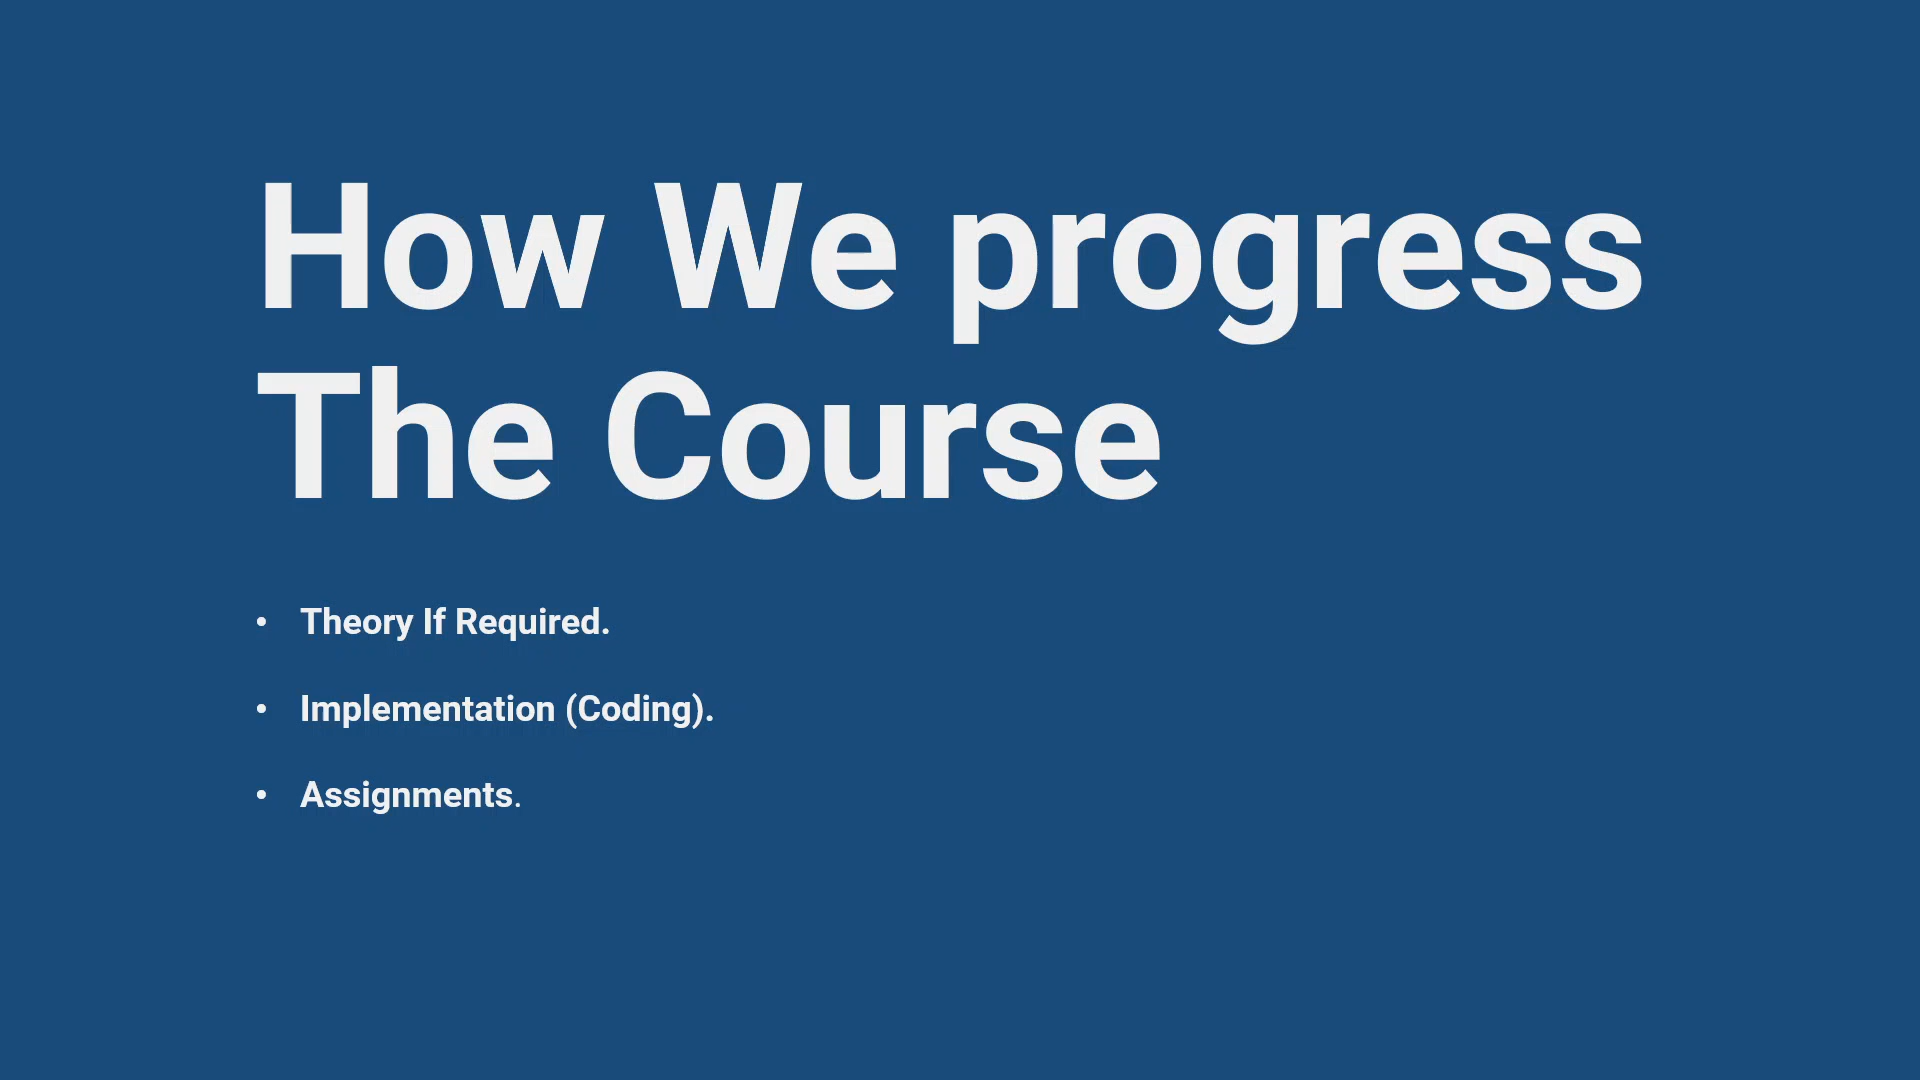 How We progress
The Course
• Theory If Required.
• Implementation (Coding).
• Assignments.